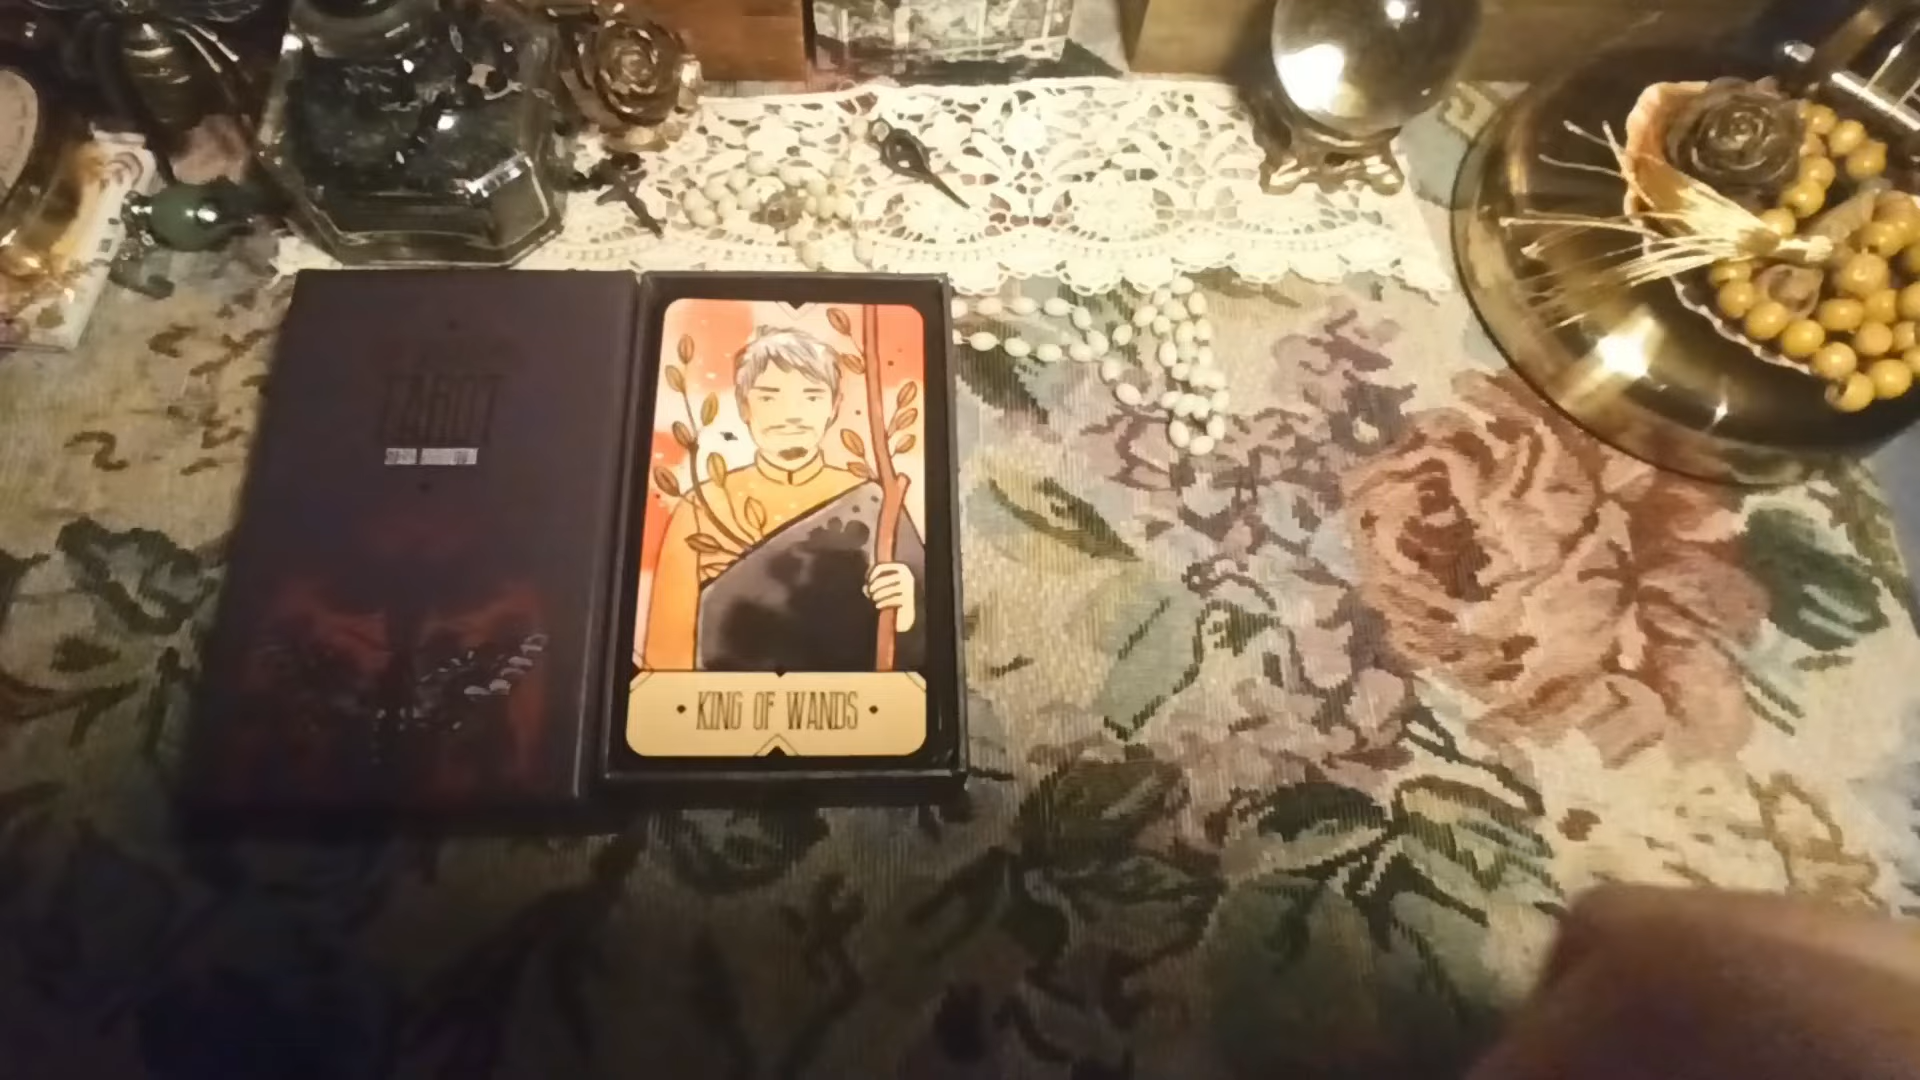 TAROT
• KING OF WANDS •